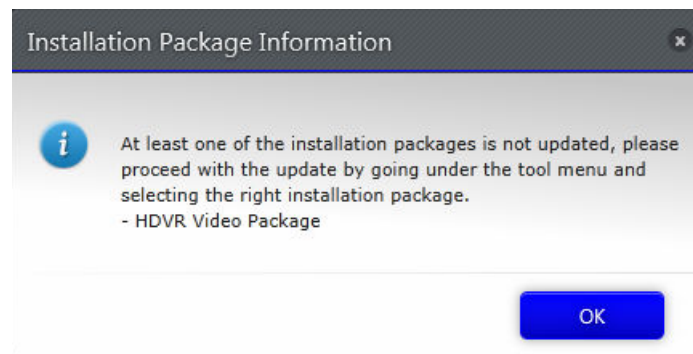 Installation Package Information
At least one of the installation packages is not updated, please
proceed with the update by going under the tool menu and
selecting the right installation package.
- HDVR Video Package
OK